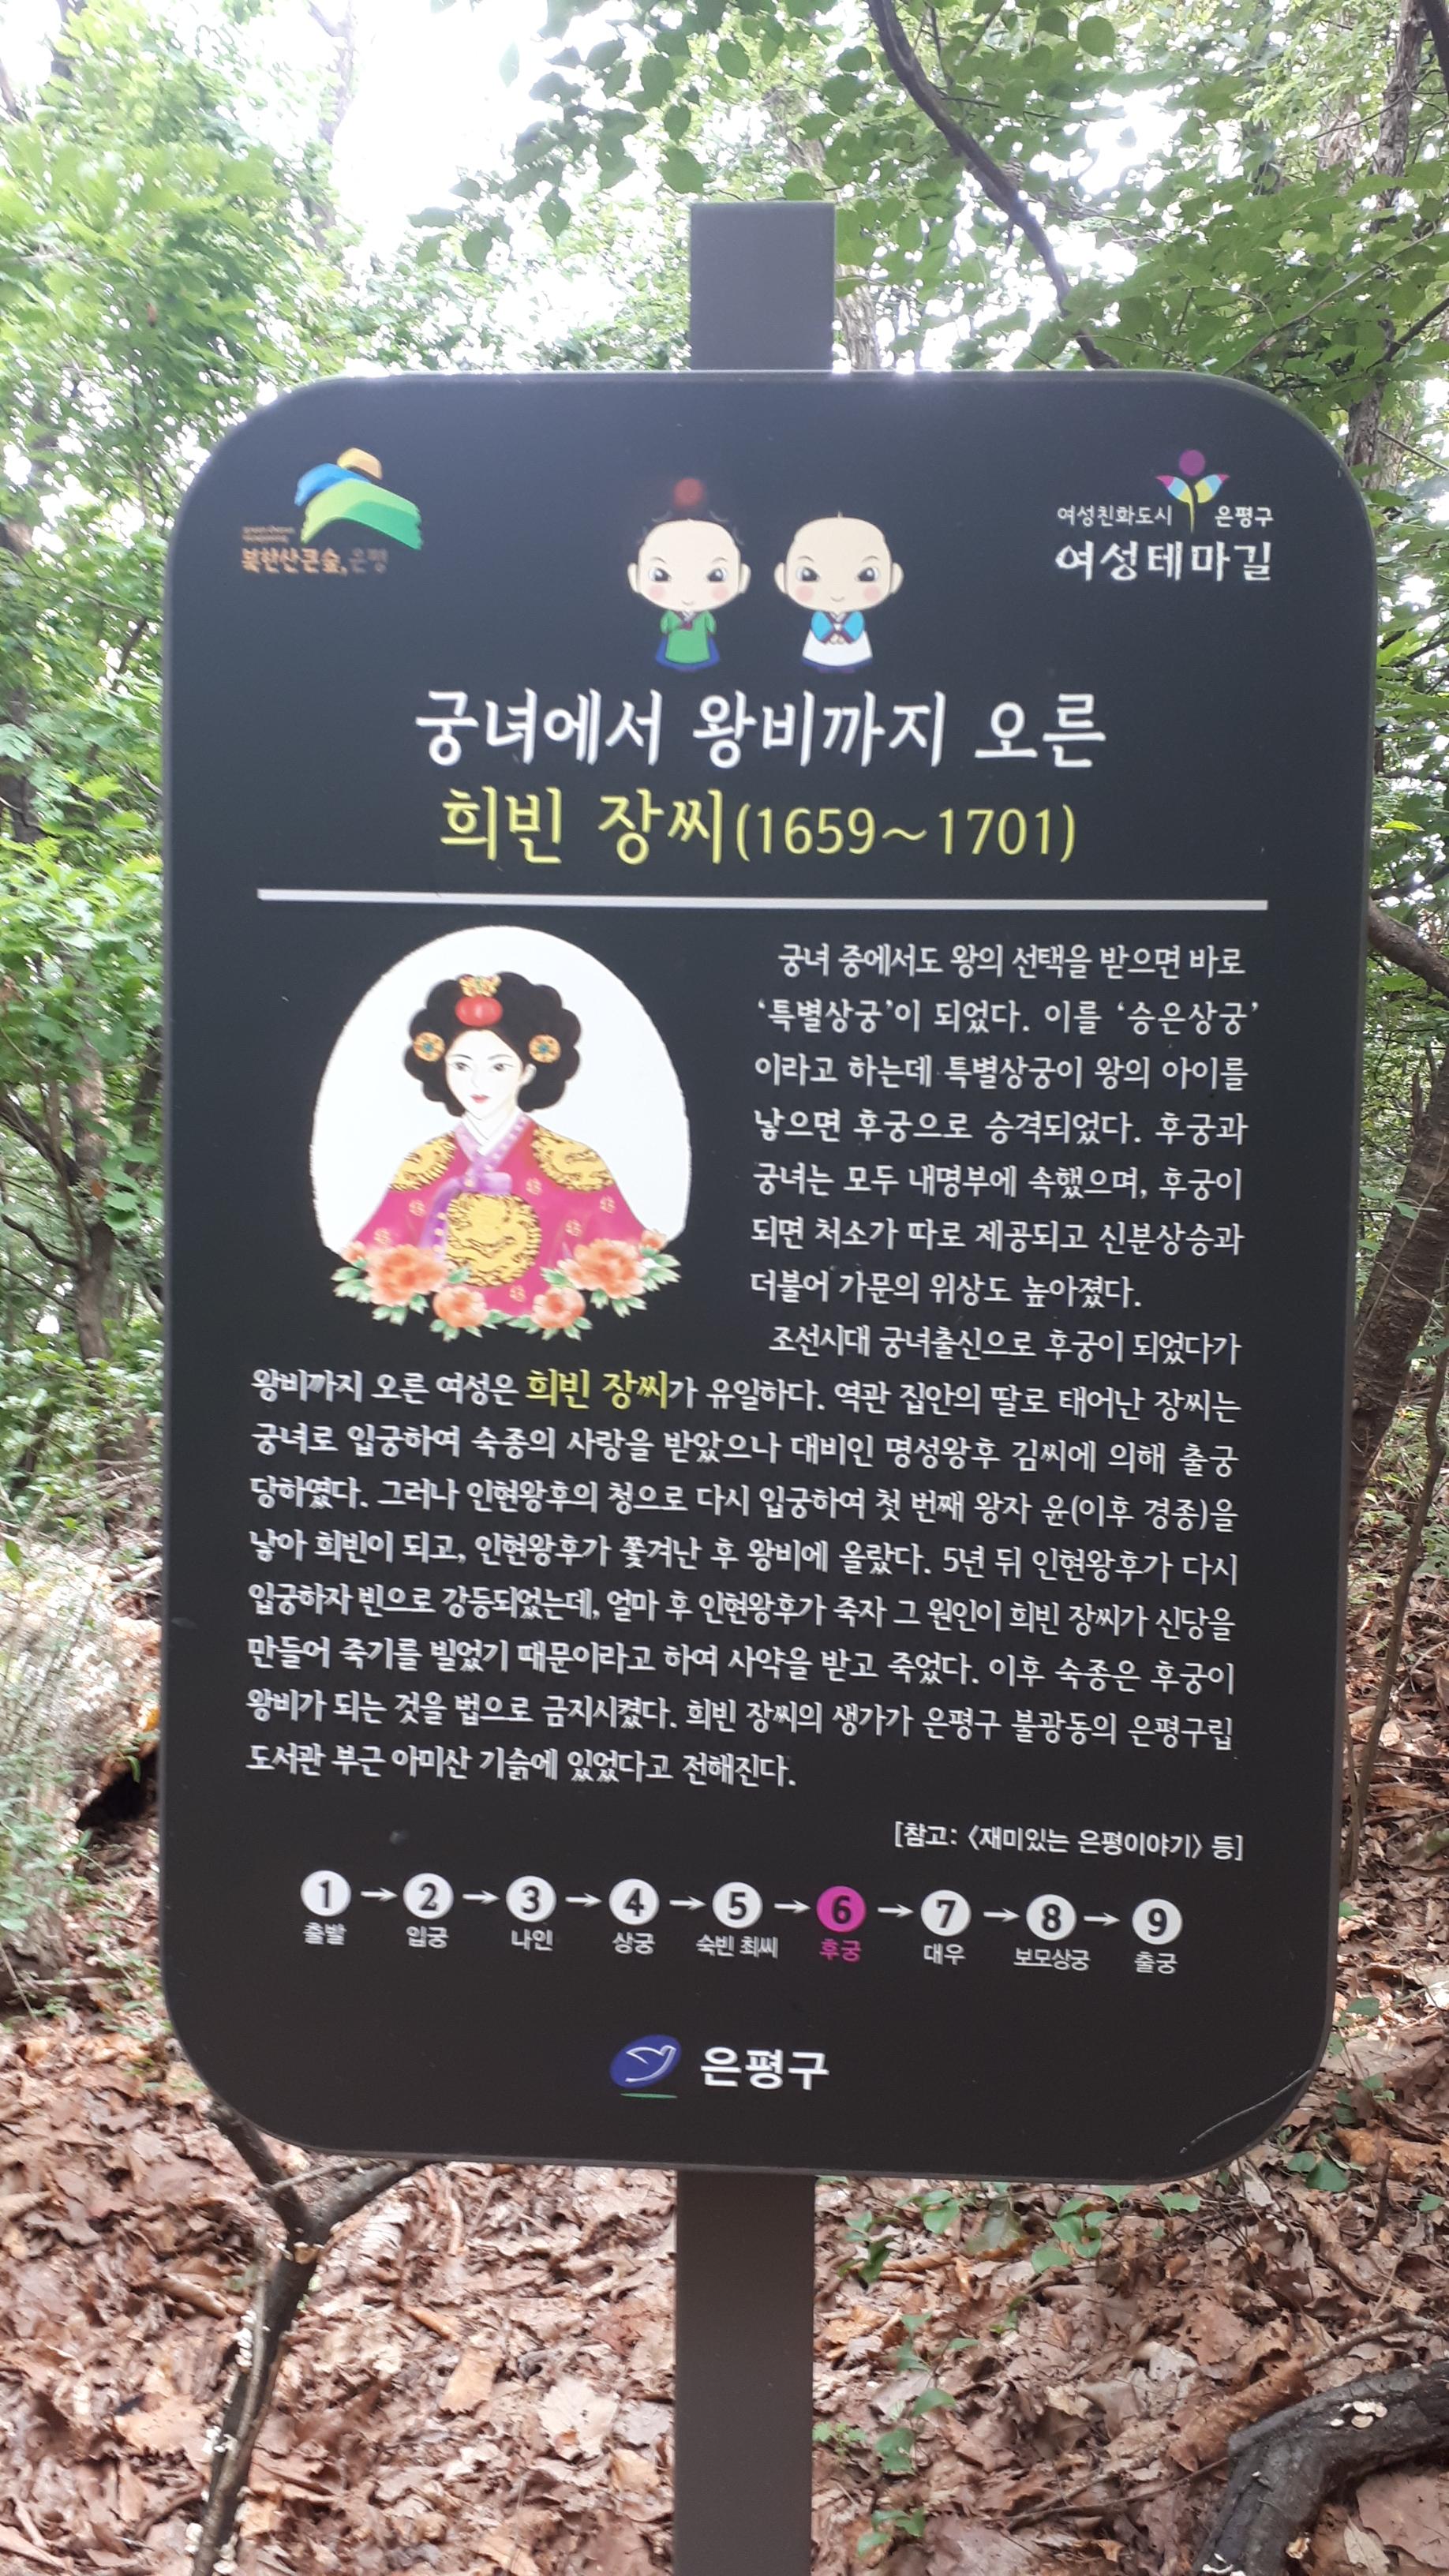 북한산큰숲, 은평
여성친화도시 은평구
여성테마길
궁녀에서 왕비까지 오른
희빈 장씨(1659~1701)
궁녀 중에서도 왕의 선택을 받으면 바로
‘특별상궁’이 되었다. 이를 ‘승은상궁’
이라고 하는데 특별상궁이 왕의 아이를
낳으면 후궁으로 승격되었다. 후궁과
궁녀는 모두 내명부에 속했으며, 후궁이
되면 처소가 따로 제공되고 신분상승과
더불어 가문의 위상도 높아졌다.
조선시대 궁녀출신으로 후궁이 되었다가
왕비까지 오른 여성은 희빈 장씨가 유일하다. 역관 집안의 딸로 태어난 장씨는
궁녀로 입궁하여 숙종의 사랑을 받았으나 대비인 명성왕후 김씨에 의해 출궁
당하였다. 그러나 인현왕후의 청으로 다시 입궁하여 첫 번째 왕자 윤(이후 경종)을
낳아 희빈이 되고, 인현왕후가 쫓겨난 후 왕비에 올랐다. 5년 뒤 인현왕후가 다시
입궁하자 빈으로 강등되었는데, 얼마 후 인현왕후가 죽자 그 원인이 희빈 장씨가 신당을
만들어 죽기를 빌었기 때문이라고 하여 사약을 받고 죽었다. 이후 숙종은 후궁이
왕비가 되는 것을 법으로 금지시켰다. 희빈 장씨의 생가가 은평구 불광동의 은평구립
도서관 부근 아미산 기슭에 있었다고 전해진다.
[참고: 〈재미있는 은평이야기〉 등]
1 → 2 → 3 → 4 → 5 → 6 → 7 → 8 → 9
출발 입궁 나인 상궁 숙빈 최씨 후궁 대우 보모상궁 출궁
은평구